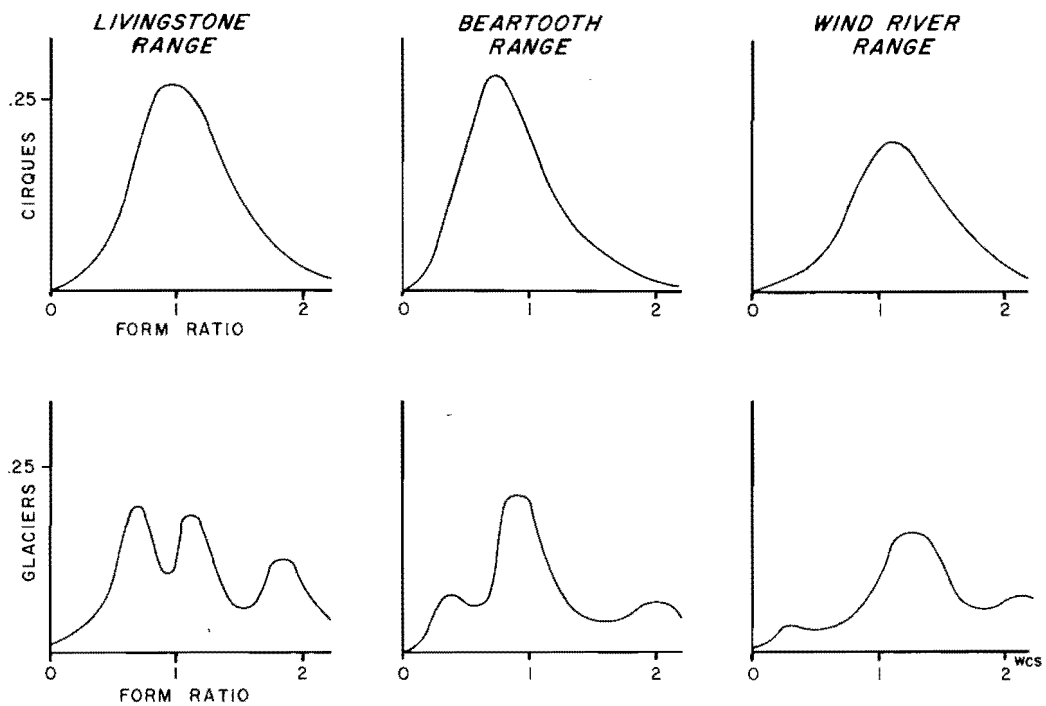 LIVINGSTONE
RANGE
BEARTOOTH
RANGE
WIND RIVER
RANGE
.25
CIRQUES
0 1 2
FORM RATIO
0 1 2
0 1 2
.25
GLACIERS
0 1 2
FORM RATIO
0 1 2
0 1 2
WCS